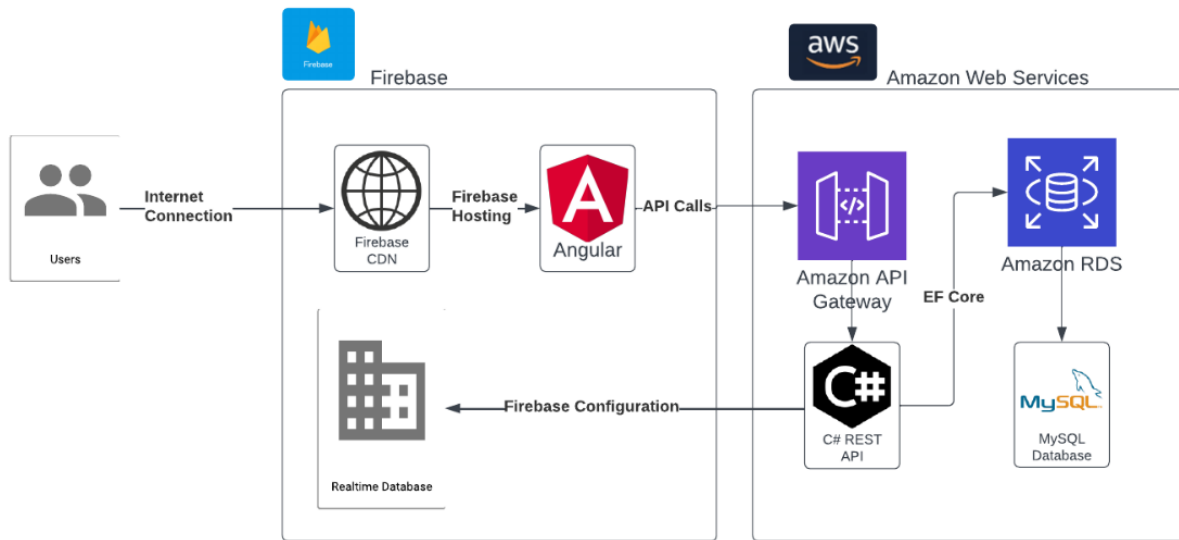 Firebase
Firebase
aws
Amazon Web Services
Users
Internet
Connection
Firebase
CDN
Firebase
Hosting
Angular
API Calls
Amazon API
Gateway
Amazon RDS
EF Core
Realtime Database
Firebase Configuration
C#
C# REST
API
MySQL
MySQL
Database